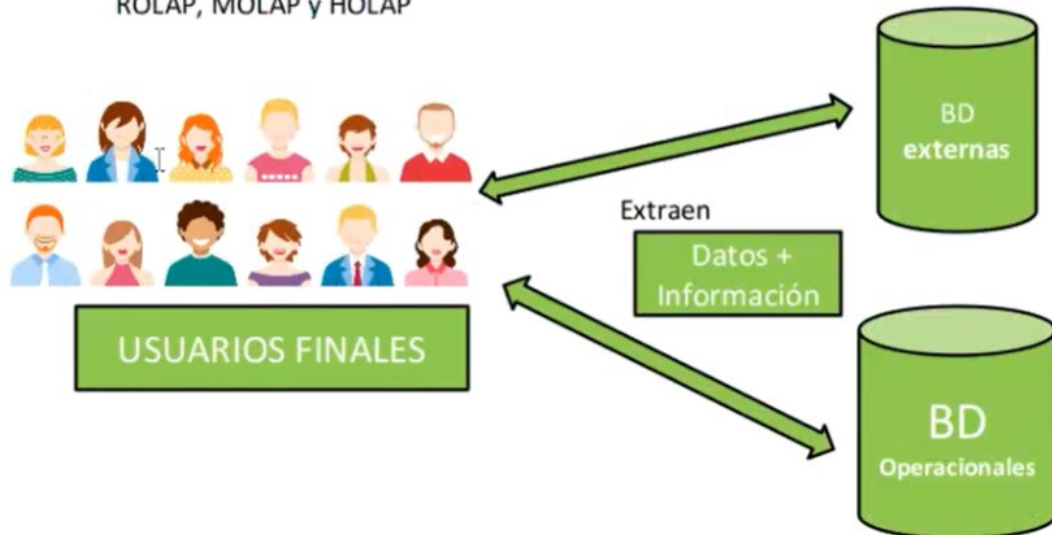 ROLAP, MOLAP y HOLAP
BD
externas
Extraen
Datos +
Información
USUARIOS FINALES
BD
Operacionales